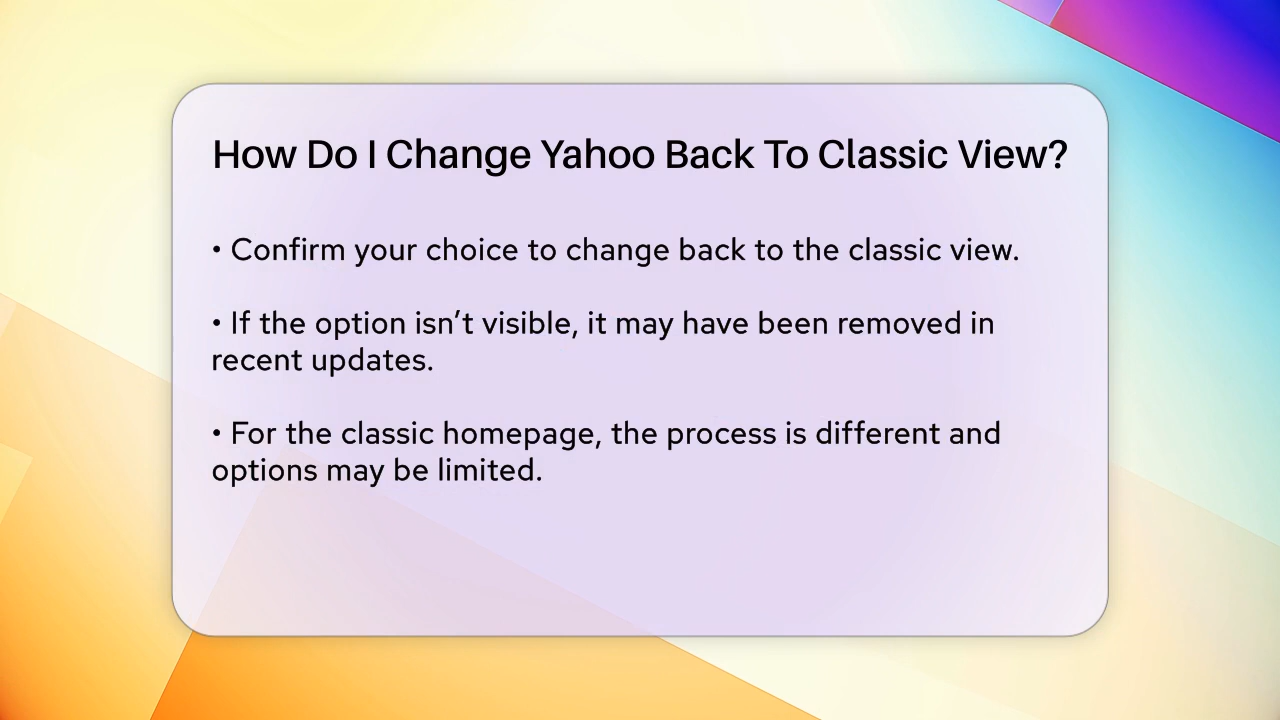 How Do I Change Yahoo Back To Classic View?
• Confirm your choice to change back to the classic view.
• If the option isn’t visible, it may have been removed in
recent updates.
• For the classic homepage, the process is different and
options may be limited.